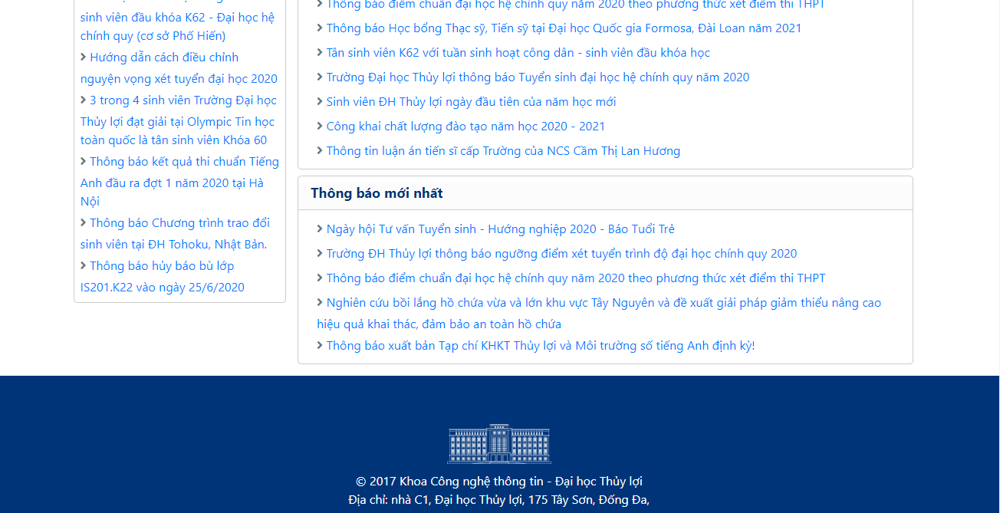 sinh viên đầu khóa K62 - Đại học hệ
chính quy (cơ sở Phố Hiến)
Hướng dẫn cách điều chỉnh
nguyện vọng xét tuyển đại học 2020
3 trong 4 sinh viên Trường Đại học
Thủy lợi đạt giải tại Olympic Tin học
toàn quốc là tân sinh viên Khóa 60
Thông báo kết quả thi chuẩn Tiếng
Anh đầu ra đợt 1 năm 2020 tại Hà
Nội
Thông báo Chương trình trao đổi
sinh viên tại ĐH Tohoku, Nhật Bản.
Thông báo hủy báo bù lớp
IS201.K22 vào ngày 25/6/2020
Thông báo điểm chuẩn đại học hệ chính quy năm 2020 theo phương thức xét điểm thi THPT
Thông báo Học bổng Thạc sỹ, Tiến sỹ tại Đại học Quốc gia Formosa, Đài Loan năm 2021
Tân sinh viên K62 với tuần sinh hoạt công dân - sinh viên đầu khóa học
Trường Đại học Thủy lợi thông báo Tuyển sinh đại học hệ chính quy năm 2020
Sinh viên ĐH Thủy lợi ngày đầu tiên của năm học mới
Công khai chất lượng đào tạo năm học 2020 - 2021
Thông tin luận án tiến sĩ cấp Trường của NCS Cầm Thị Lan Hương
Thông báo mới nhất
Ngày hội Tư vấn Tuyển sinh - Hướng nghiệp 2020 - Báo Tuổi Trẻ
Trường ĐH Thủy lợi thông báo ngưỡng điểm xét tuyển trình độ đại học chính quy 2020
Thông báo điểm chuẩn đại học hệ chính quy năm 2020 theo phương thức xét điểm thi THPT
Nghiên cứu bồi lắng hồ chứa vừa và lớn khu vực Tây Nguyên và đề xuất giải pháp giảm thiểu nâng cao
hiệu quả khai thác, đảm bảo an toàn hồ chứa
Thông báo xuất bản Tạp chí KHKT Thủy lợi và Môi trường số tiếng Anh định kỳ!
© 2017 Khoa Công nghệ thông tin - Đại học Thủy lợi
Địa chỉ: nhà C1, Đại học Thủy lợi, 175 Tây Sơn, Đống Đa,